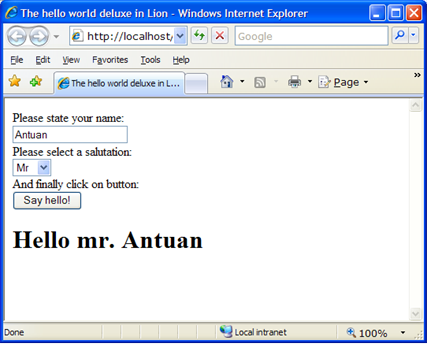 The hello world deluxe in Lion - Windows Internet Explorer
http://localhost,
Google
File Edit View Favorites Tools Help
The hello world deluxe in L...
Page
»
Please state your name:
Antuan
Please select a salutation:
Mr
And finally click on button:
Say hello!
Hello mr. Antuan
Done
Local intranet
100%